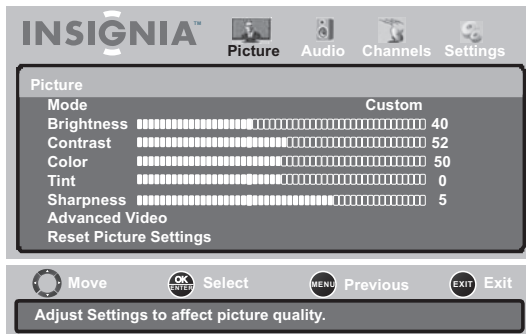 INSIGNIA™
Picture Audio Channels Settings
Picture
Mode Custom
Brightness 40
Contrast 52
Color 50
Tint 0
Sharpness 5
Advanced Video
Reset Picture Settings
Move OK ENTER Select MENU Previous EXIT Exit
Adjust Settings to affect picture quality.